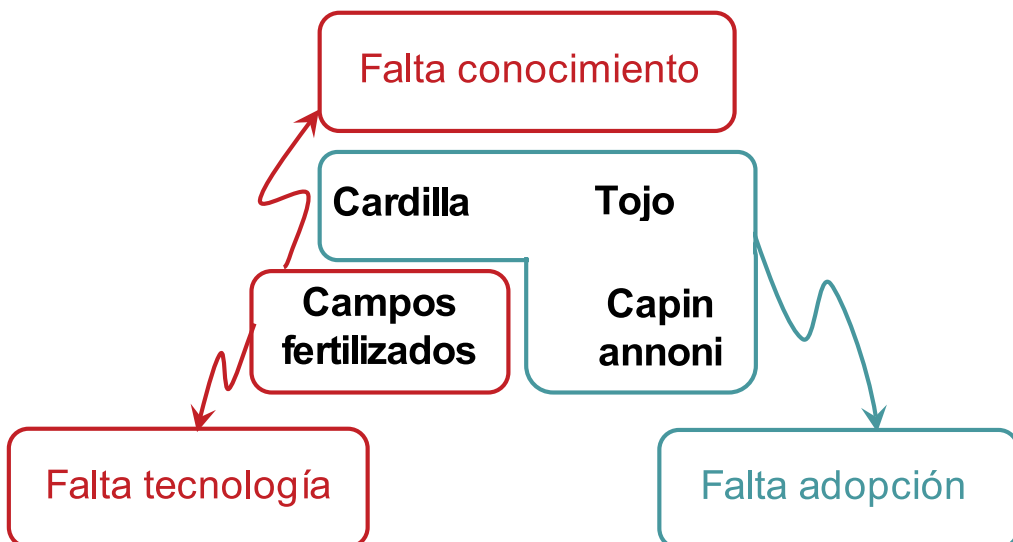 Falta conocimiento
Cardilla
Tojo
Campos
fertilizados
Capin
annoni
Falta tecnología
Falta adopción